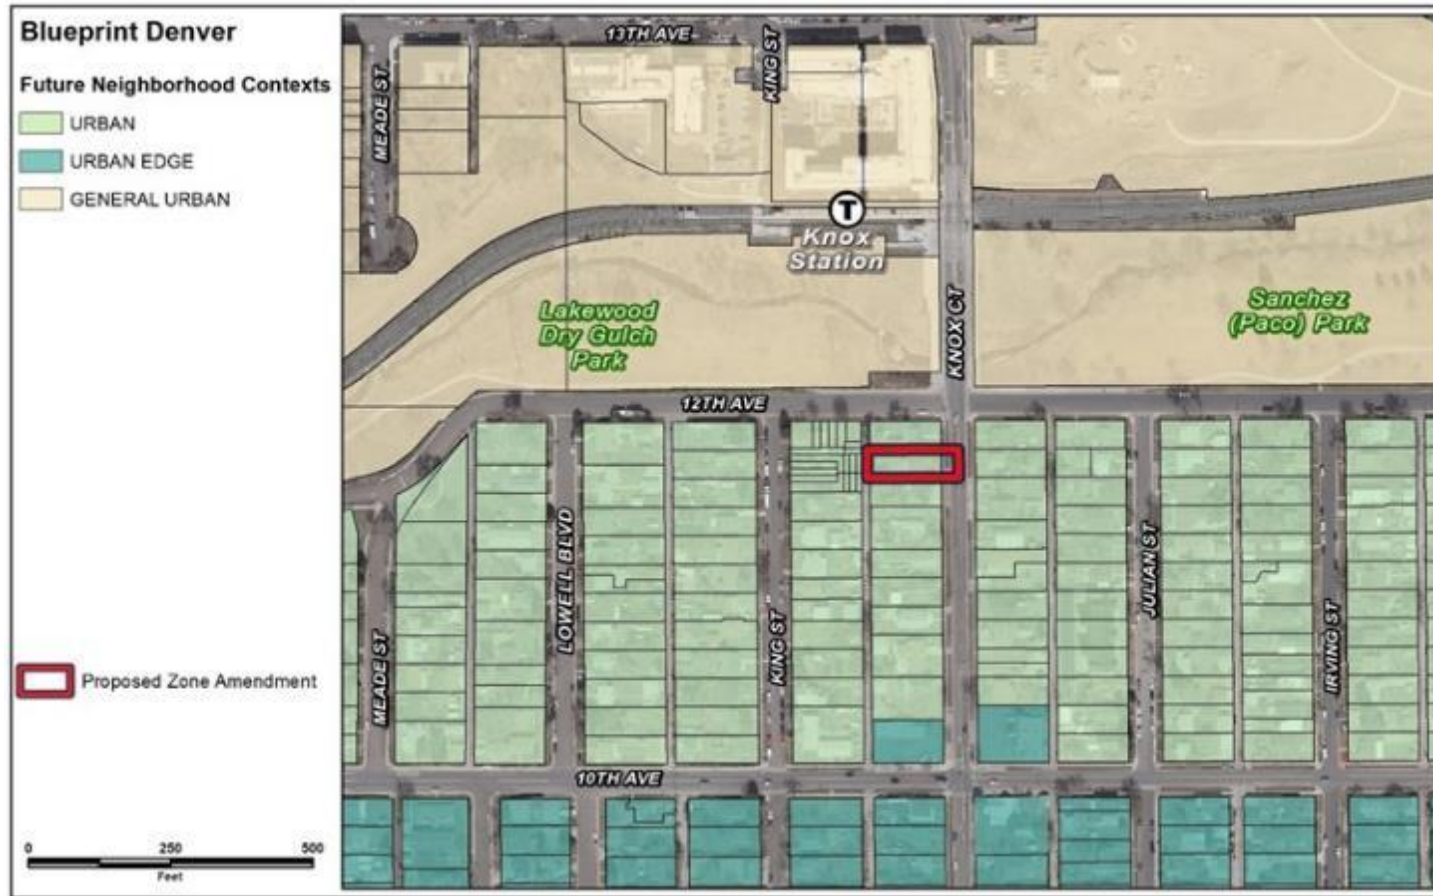 Blueprint Denver
Future Neighborhood Contexts
URBAN
URBAN EDGE
GENERAL URBAN
Proposed Zone Amendment
0 250 500
Feet
13TH AVE
KING ST
MEADE ST
T
Knox
Station
KNOX CT
Lakewood
Dry Gulch
Park
Sanchez
(Paco) Park
12TH AVE
LOWELL BLVD
JULIAN ST
KING ST
IRVING ST
MEADE ST
10TH AVE